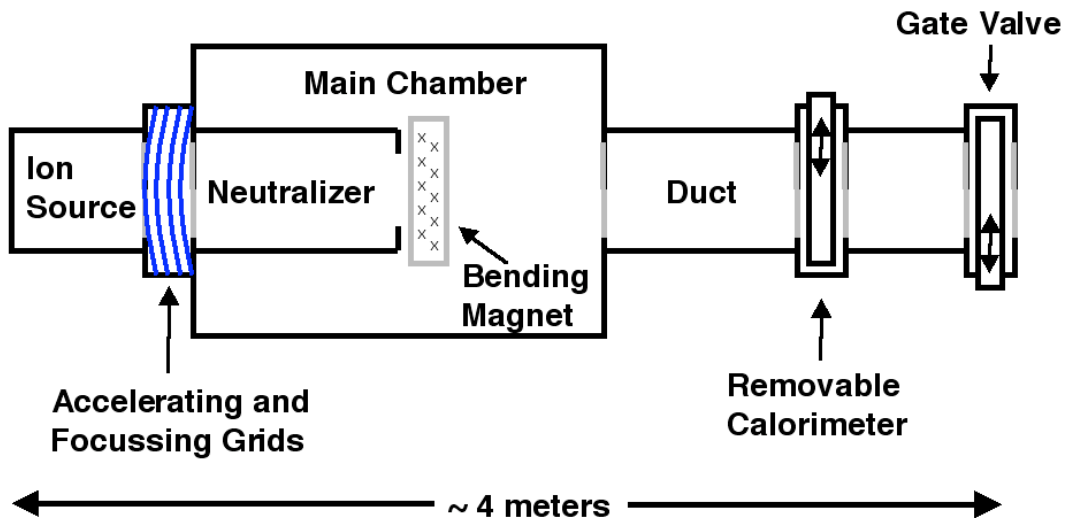 Gate Valve
Main Chamber
Ion
Source
Neutralizer
Duct
x x x x x x x x x x
Bending
Magnet
Accelerating and
Focussing Grids
Removable
Calorimeter
~ 4 meters